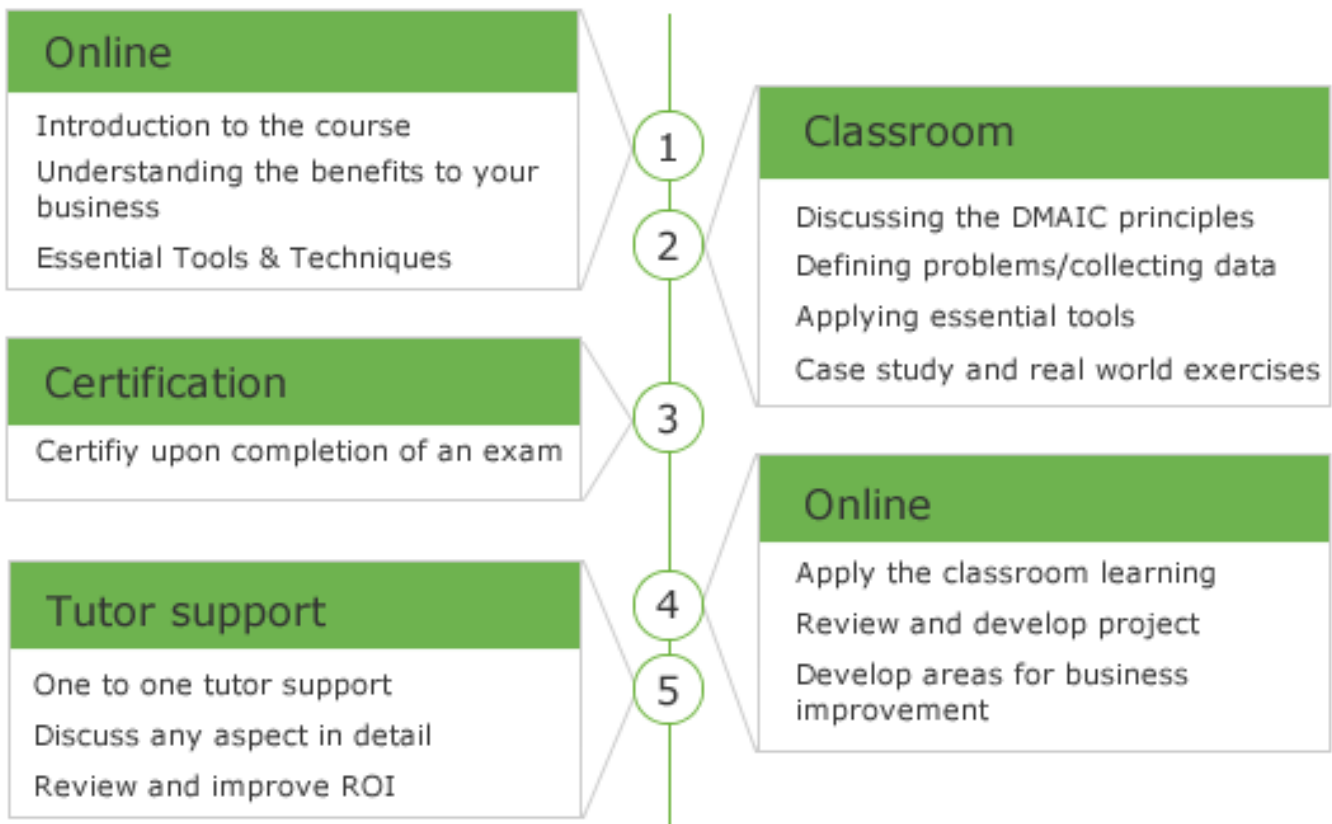 Online
Introduction to the course
Understanding the benefits to your
business
Essential Tools & Techniques
1
Classroom
Discussing the DMAIC principles
Defining problems/collecting data
Applying essential tools
Case study and real world exercises
2
Certification
Certifiy upon completion of an exam
3
Online
Apply the classroom learning
Review and develop project
Develop areas for business
improvement
4
Tutor support
One to one tutor support
Discuss any aspect in detail
Review and improve ROI
5